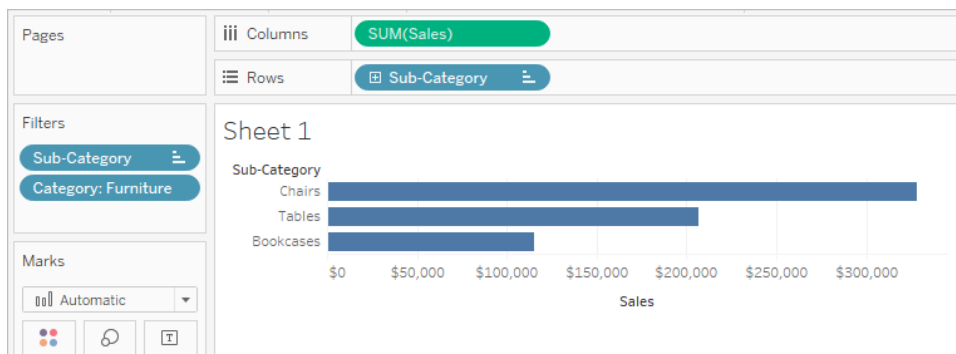 Pages
Columns
SUM(Sales)
Rows
Sub-Category
Filters
Sub-Category
Category: Furniture
Marks
Automatic
T
Sheet 1
Sub-Category
Chairs
Tables
Bookcases
$0 $50,000 $100,000 $150,000 $200,000 $250,000 $300,000
Sales